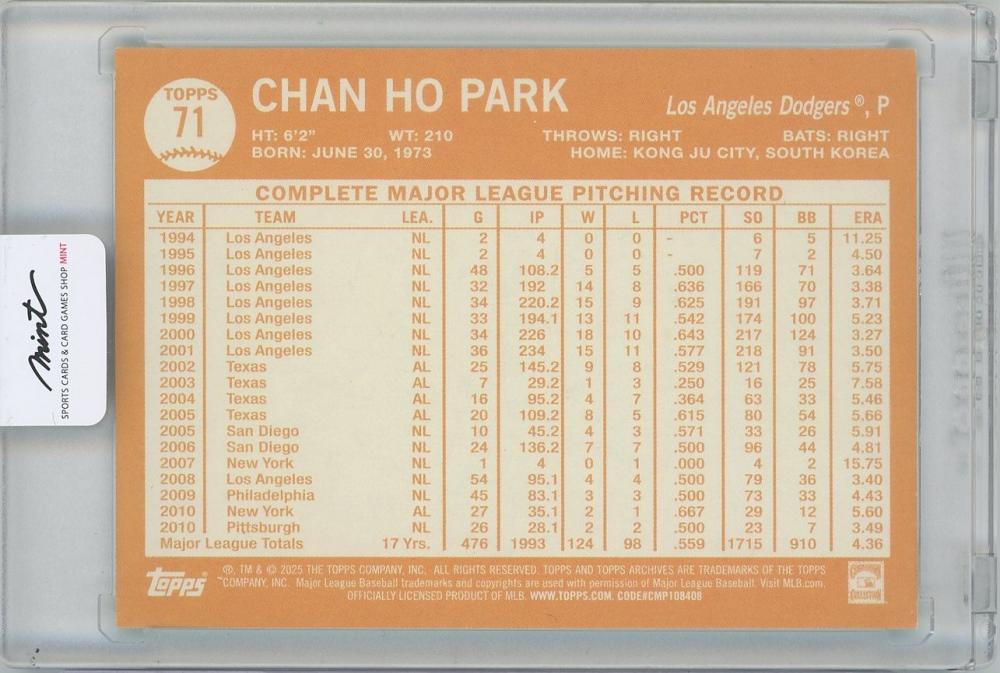 TOPPS
71
CHAN HO PARK
Los Angeles Dodgers®, P
HT: 6'2" WT: 210 THROWS: RIGHT BATS: RIGHT
BORN: JUNE 30, 1973 HOME: KONG JU CITY, SOUTH KOREA
COMPLETE MAJOR LEAGUE PITCHING RECORD
YEAR TEAM LEA. G IP W L PCT SO BB ERA
1994 Los Angeles NL 2 4 0 0 - 6 5 11.25
1995 Los Angeles NL 2 4 0 0 - 7 2 4.50
1996 Los Angeles NL 48 108.2 5 5 .500 119 71 3.64
1997 Los Angeles NL 32 192 14 8 .636 166 70 3.38
1998 Los Angeles NL 34 220.2 15 9 .625 191 97 3.71
1999 Los Angeles NL 33 194.1 13 11 .542 174 100 5.23
2000 Los Angeles NL 34 226 18 10 .643 217 124 3.27
2001 Los Angeles NL 36 234 15 11 .577 218 91 3.50
2002 Texas AL 25 145.2 9 8 .529 121 78 5.75
2003 Texas AL 7 29.2 1 3 .250 16 25 7.58
2004 Texas AL 16 95.2 4 7 .364 63 33 5.46
2005 Texas AL 20 109.2 8 5 .615 80 54 5.66
2005 San Diego NL 10 45.2 4 3 .571 33 26 5.91
2006 San Diego NL 24 136.2 7 7 .500 96 44 4.81
2007 New York NL 1 4 0 1 .000 4 2 15.75
2008 Los Angeles NL 54 95.1 4 4 .500 79 36 3.40
2009 Philadelphia NL 45 83.1 3 3 .500 73 33 4.43
2010 New York AL 27 35.1 2 1 .667 29 12 5.60
2010 Pittsburgh NL 26 28.1 2 2 .500 23 7 3.49
Major League Totals 17 Yrs. 476 1993 124 98 .559 1715 910 4.36
TOPPS
®, TM & © 2025 THE TOPPS COMPANY, INC. ALL RIGHTS RESERVED. TOPPS AND TOPPS ARCHIVES ARE TRADEMARKS OF THE TOPPS
COMPANY, INC. Major League Baseball trademarks and copyrights are used with permission of Major League Baseball. Visit MLB.com.
OFFICIALLY LICENSED PRODUCT OF MLB. WWW.TOPPS.COM. CODE#CMP108408
mint
SPORTS CARDS & CARD GAMES SHOP MINT